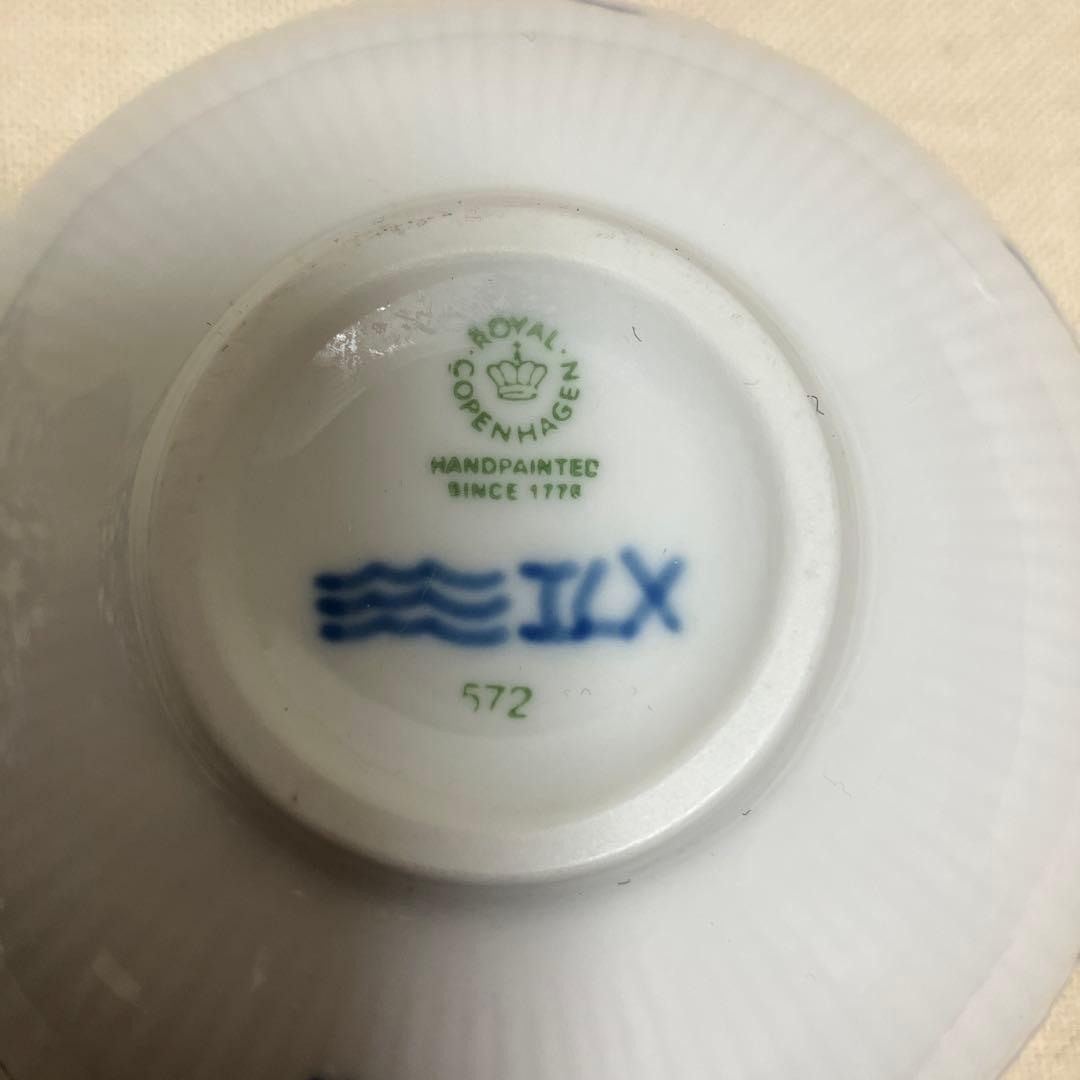 ROYAL
COPENHAGEN
HANDPAINTED
SINCE 1775
ILX
572